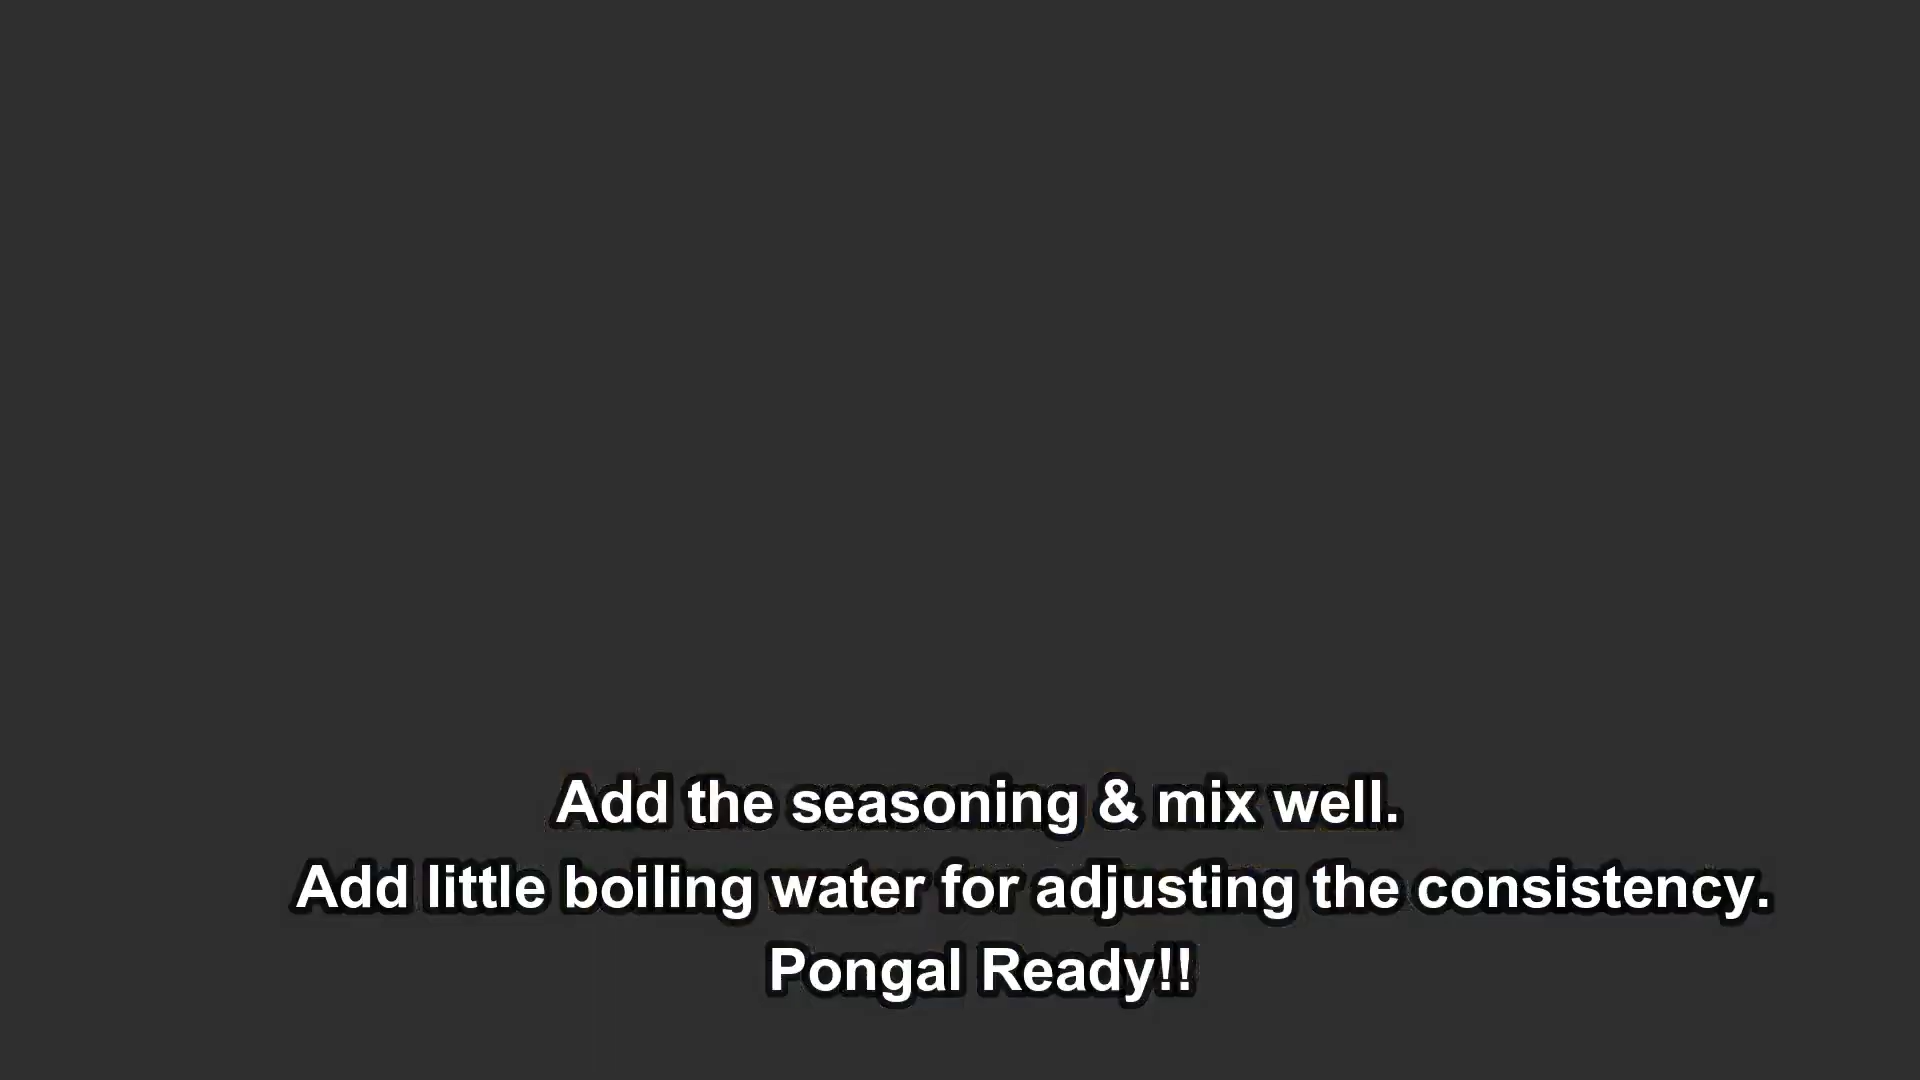 Add the seasoning & mix well.
Add little boiling water for adjusting the consistency.
Pongal Ready!!